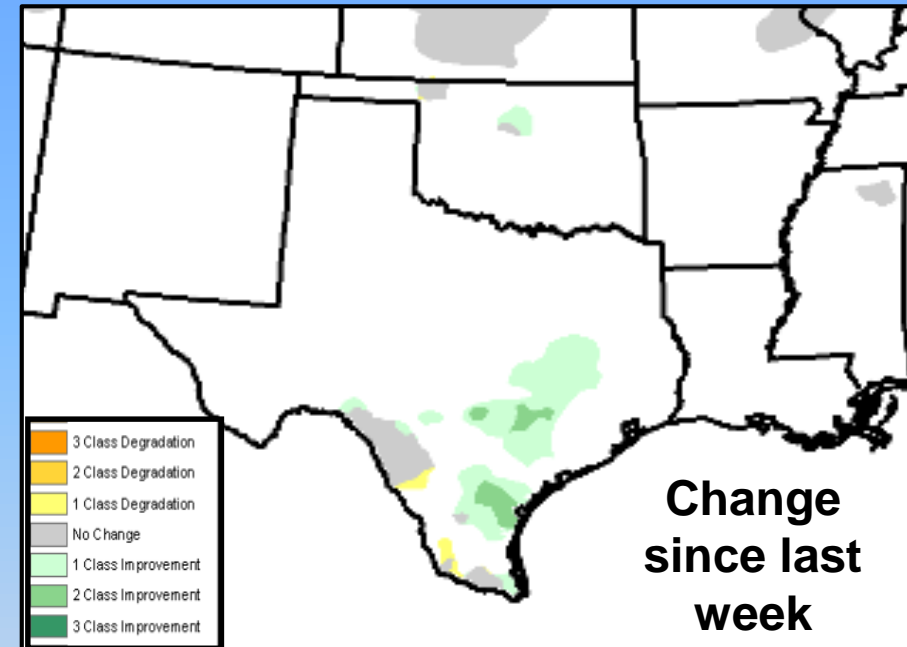 3 Class Degradation
2 Class Degradation
1 Class Degradation
No Change
1 Class Improvement
2 Class Improvement
3 Class Improvement
Change
since last
week